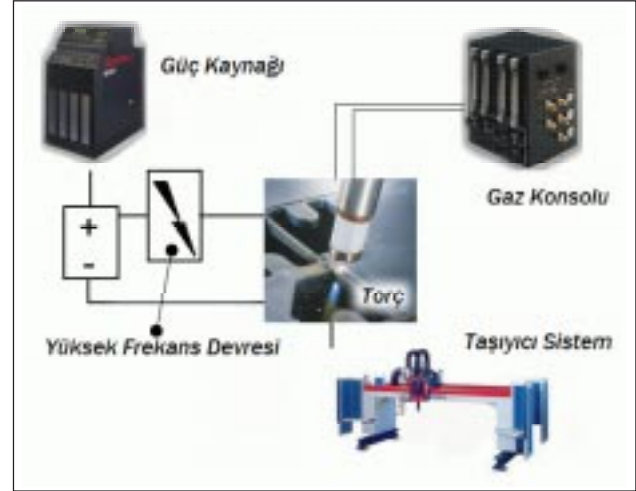 Güç Kaynağı
Gaz Konsolu
+
-
Torç
Yüksek Frekans Devresi
Taşıyıcı Sistem